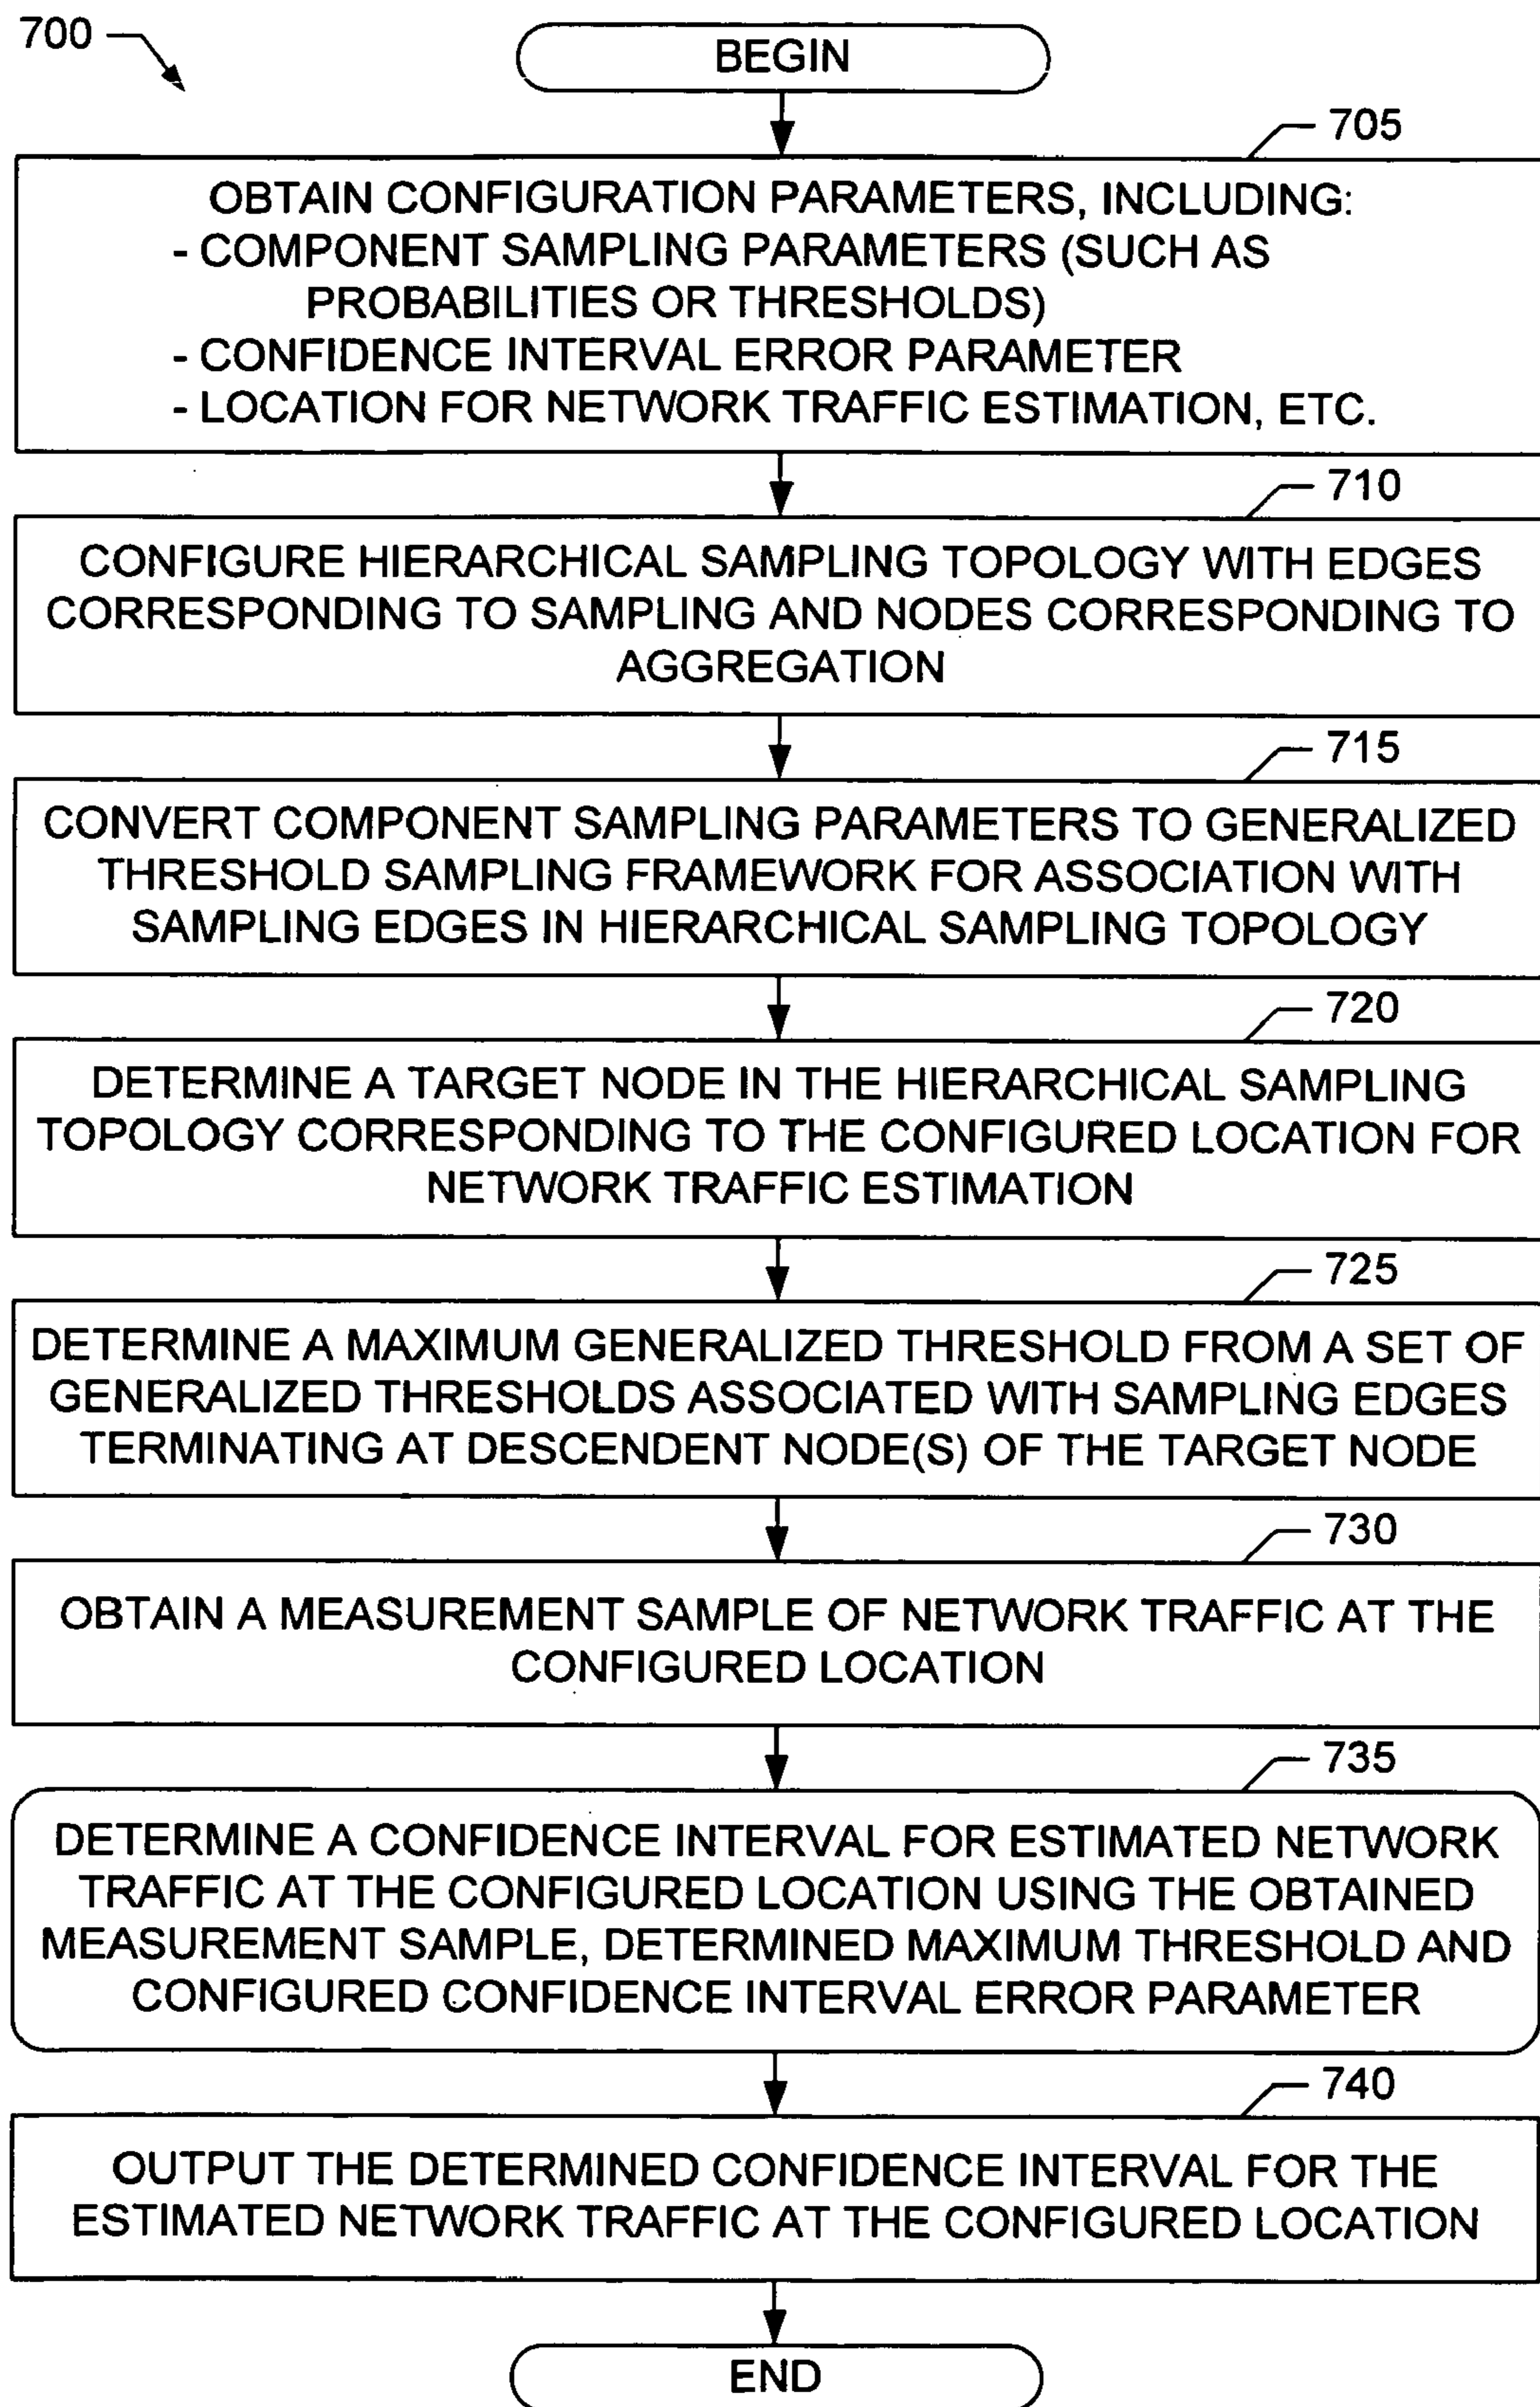 700
BEGIN
705
OBTAIN CONFIGURATION PARAMETERS, INCLUDING:
- COMPONENT SAMPLING PARAMETERS (SUCH AS
PROBABILITIES OR THRESHOLDS)
- CONFIDENCE INTERVAL ERROR PARAMETER
- LOCATION FOR NETWORK TRAFFIC ESTIMATION, ETC.
710
CONFIGURE HIERARCHICAL SAMPLING TOPOLOGY WITH EDGES
CORRESPONDING TO SAMPLING AND NODES CORRESPONDING TO
AGGREGATION
715
CONVERT COMPONENT SAMPLING PARAMETERS TO GENERALIZED
THRESHOLD SAMPLING FRAMEWORK FOR ASSOCIATION WITH
SAMPLING EDGES IN HIERARCHICAL SAMPLING TOPOLOGY
720
DETERMINE A TARGET NODE IN THE HIERARCHICAL SAMPLING
TOPOLOGY CORRESPONDING TO THE CONFIGURED LOCATION FOR
NETWORK TRAFFIC ESTIMATION
725
DETERMINE A MAXIMUM GENERALIZED THRESHOLD FROM A SET OF
GENERALIZED THRESHOLDS ASSOCIATED WITH SAMPLING EDGES
TERMINATING AT DESCENDENT NODE(S) OF THE TARGET NODE
730
OBTAIN A MEASUREMENT SAMPLE OF NETWORK TRAFFIC AT THE
CONFIGURED LOCATION
735
DETERMINE A CONFIDENCE INTERVAL FOR ESTIMATED NETWORK
TRAFFIC AT THE CONFIGURED LOCATION USING THE OBTAINED
MEASUREMENT SAMPLE, DETERMINED MAXIMUM THRESHOLD AND
CONFIGURED CONFIDENCE INTERVAL ERROR PARAMETER
740
OUTPUT THE DETERMINED CONFIDENCE INTERVAL FOR THE
ESTIMATED NETWORK TRAFFIC AT THE CONFIGURED LOCATION
END